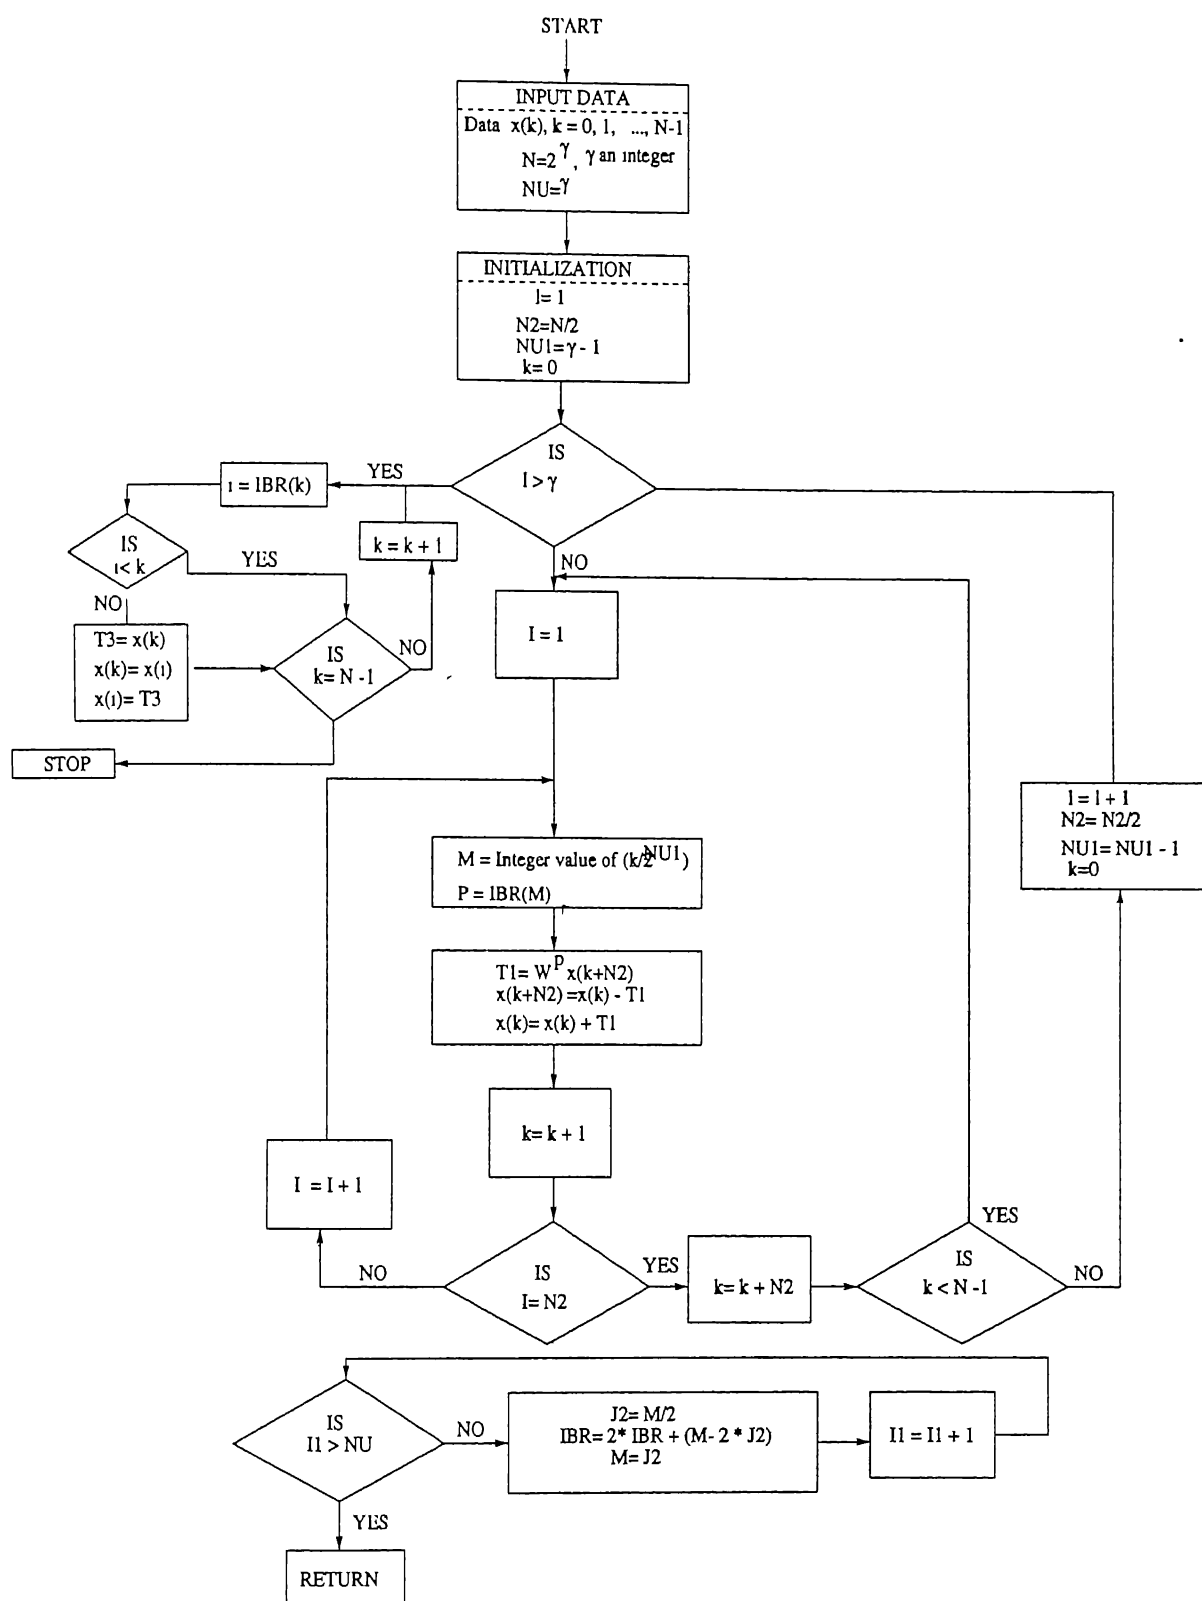 START
INPUT DATA
Data x(k), k = 0, 1, ..., N-1
N=2^γ, γ an integer
NU=γ
INITIALIZATION
l= 1
N2=N/2
NU1=γ - 1
k= 0
IS
l > γ
YES
i = IBR(k)
k = k + 1
IS
i< k
YES
NO
NO
I = 1
T3= x(k)
x(k)= x(i)
x(i)= T3
IS
k= N -1
NO
STOP
l = l + 1
N2= N2/2
NU1= NU1 - 1
k=0
M = Integer value of (k/2^NU1)
P = IBR(M)
T1= W^P x(k+N2)
x(k+N2) =x(k) - T1
x(k)= x(k) + T1
k= k + 1
I = I + 1
IS
I= N2
NO
YES
k= k + N2
IS
k < N -1
YES
NO
IS
I1 > NU
NO
J2= M/2
IBR= 2* IBR + (M- 2 * J2)
M= J2
I1 = I1 + 1
YES
RETURN